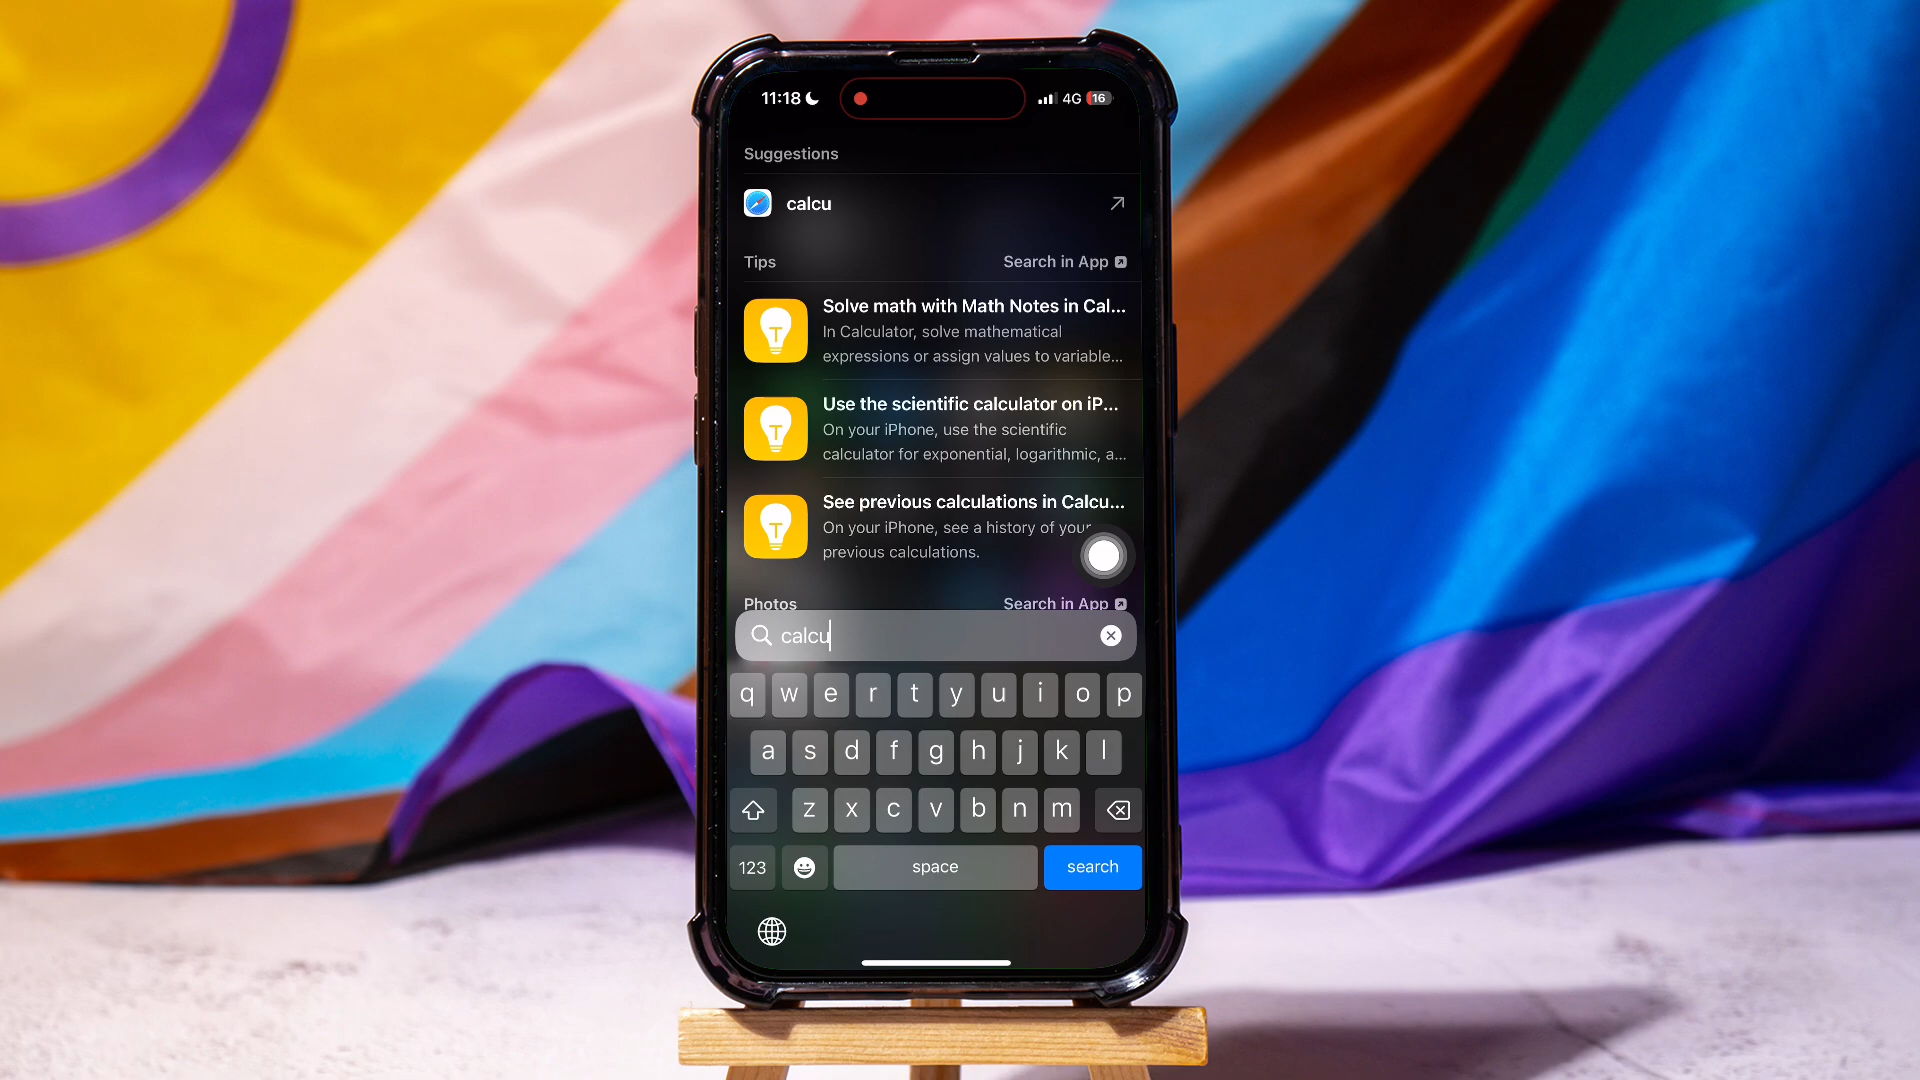 11:18 4G 16
Suggestions
calcu
Tips Search in App
Solve math with Math Notes in Cal...
In Calculator, solve mathematical
expressions or assign values to variable...
Use the scientific calculator on iP...
On your iPhone, use the scientific
calculator for exponential, logarithmic, a...
See previous calculations in Calcu...
On your iPhone, see a history of your
previous calculations.
Photos Search in App
calcu
q w e r t y u i o p
a s d f g h j k l
z x c v b n m
123 space search